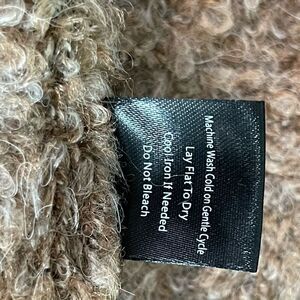 Machine Wash Cold on Gentle Cycle
Lay Flat To Dry
Cool Iron If Needed
Do Not Bleach